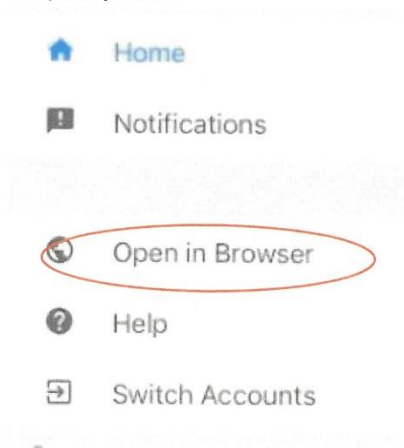 Home
Notifications
Open in Browser
Help
Switch Accounts